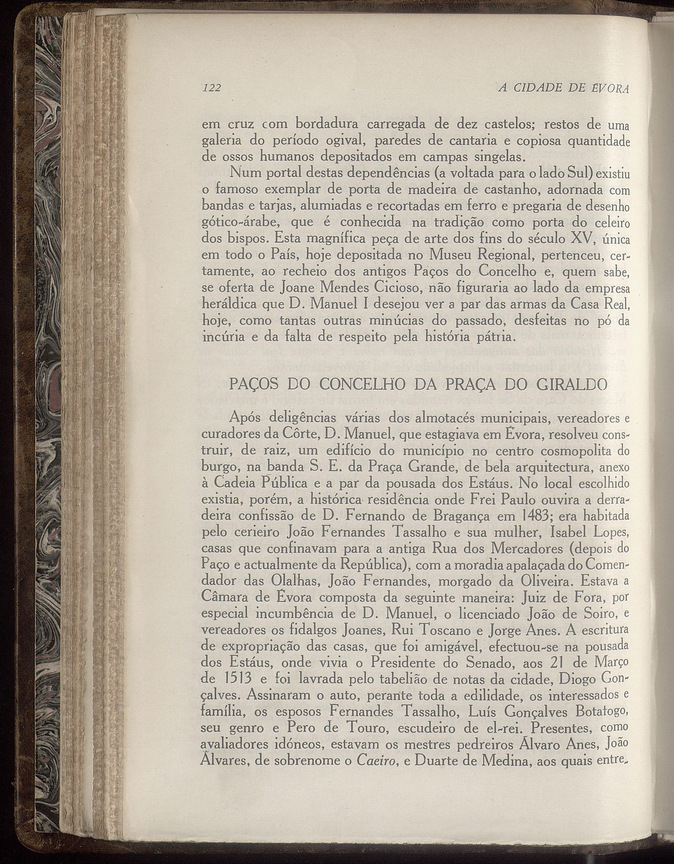 122 A CIDADE DE ÉVORA
em cruz com bordadura carregada de dez castelos; restos de uma
galeria do período ogival, paredes de cantaria e copiosa quantidade
de ossos humanos depositados em campas singelas.
Num portal destas dependências (a voltada para o lado Sul) existiu
o famoso exemplar de porta de madeira de castanho, adornada com
bandas e tarjas, alumiadas e recortadas em ferro e pregaria de desenho
gótico-árabe, que é conhecida na tradição como porta do celeiro
dos bispos. Esta magnífica peça de arte dos fins do século XV, única
em todo o País, hoje depositada no Museu Regional, pertenceu, cer-
tamente, ao recheio dos antigos Paços do Concelho e, quem sabe,
se oferta de Joane Mendes Cicioso, não figuraria ao lado da empresa
heráldica que D. Manuel I desejou ver a par das armas da Casa Real,
hoje, como tantas outras minúcias do passado, desfeitas no pó da
incúria e da falta de respeito pela história pátria.
PAÇOS DO CONCELHO DA PRAÇA DO GIRALDO
Após deligências várias dos almotacés municipais, vereadores e
curadores da Côrte, D. Manuel, que estagiava em Évora, resolveu cons-
truir, de raiz, um edifício do município no centro cosmopolita do
burgo, na banda S. E. da Praça Grande, de bela arquitectura, anexo
à Cadeia Pública e a par da pousada dos Estáus. No local escolhido
existia, porém, a histórica residência onde Frei Paulo ouvira a derra-
deira confissão de D. Fernando de Bragança em 1483; era habitada
pelo cerieiro João Fernandes Tassalho e sua mulher, Isabel Lopes,
casas que confinavam para a antiga Rua dos Mercadores (depois do
Paço e actualmente da República), com a moradia apalaçada do Comen-
dador das Olalhas, João Fernandes, morgado da Oliveira. Estava a
Câmara de Évora composta da seguinte maneira: Juiz de Fora, por
especial incumbência de D. Manuel, o licenciado João de Soiro, e
vereadores os fidalgos Joanes, Rui Toscano e Jorge Anes. A escritura
de expropriação das casas, que foi amigável, efectuou-se na pousada
dos Estáus, onde vivia o Presidente do Senado, aos 21 de Março
de 1513 e foi lavrada pelo tabelião de notas da cidade, Diogo Gon-
çalves. Assinaram o auto, perante toda a edilidade, os interessados e
família, os esposos Fernandes Tassalho, Luís Gonçalves Botafogo,
seu genro e Pero de Touro, escudeiro de el-rei. Presentes, como
avaliadores idóneos, estavam os mestres pedreiros Álvaro Anes, João
Álvares, de sobrenome o Caeiro, e Duarte de Medina, aos quais entre-